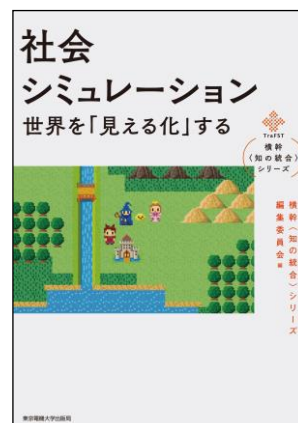 社会
シミュレーション
世界を「見える化」する
TraFST
横幹
〈知の統合〉
シリーズ
横幹〈知の統合〉シリーズ
編集委員会 編
東京電機大学出版局